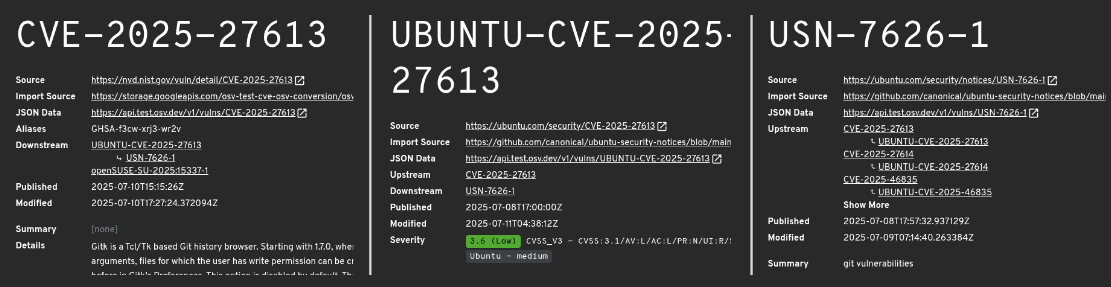 CVE-2025-27613
Source https://nvd.nist.gov/vuln/detail/CVE-2025-27613
Import Source https://storage.googleapis.com/osv-test-cve-osv-conversion/osv
JSON Data https://api.test.osv.dev/v1/vulns/CVE-2025-27613
Aliases GHSA-f3cw-xrj3-wr2v
Downstream UBUNTU-CVE-2025-27613
↳ USN-7626-1
openSUSE-SU-2025:15337-1
Published 2025-07-10T15:15:26Z
Modified 2025-07-10T17:27:24.372094Z
Summary [none]
Details Gitk is a Tcl/Tk based Git history browser. Starting with 1.7.0, when
arguments, files for which the user has write permission can be cr
before in Gitk's Preferences. This option is disabled by default. The
UBUNTU-CVE-2025-
27613
Source https://ubuntu.com/security/CVE-2025-27613
Import Source https://github.com/canonical/ubuntu-security-notices/blob/main
JSON Data https://api.test.osv.dev/v1/vulns/UBUNTU-CVE-2025-27613
Upstream CVE-2025-27613
Downstream USN-7626-1
Published 2025-07-08T17:00:00Z
Modified 2025-07-11T04:38:12Z
Severity 3.6 (Low) CVSS_V3 - CVSS:3.1/AV:L/AC:L/PR:N/UI:R/S:
Ubuntu - medium
USN-7626-1
Source https://ubuntu.com/security/notices/USN-7626-1
Import Source https://github.com/canonical/ubuntu-security-notices/blob/mai
JSON Data https://api.test.osv.dev/v1/vulns/USN-7626-1
Upstream CVE-2025-27613
↳ UBUNTU-CVE-2025-27613
CVE-2025-27614
↳ UBUNTU-CVE-2025-27614
CVE-2025-46835
↳ UBUNTU-CVE-2025-46835
Show More
Published 2025-07-08T17:57:32.937129Z
Modified 2025-07-09T07:14:40.263384Z
Summary git vulnerabilities